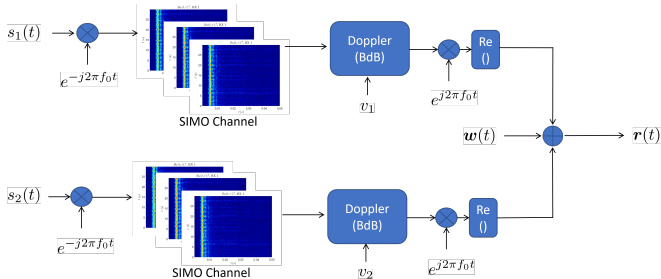 s₁(t)
e^{-j2πf₀t}
SIMO Channel
Doppler
(BdB)
v₁
e^{j2πf₀t}
Re
()
w(t)
r(t)
s₂(t)
e^{-j2πf₀t}
SIMO Channel
Doppler
(BdB)
v₂
e^{j2πf₀t}
Re
()